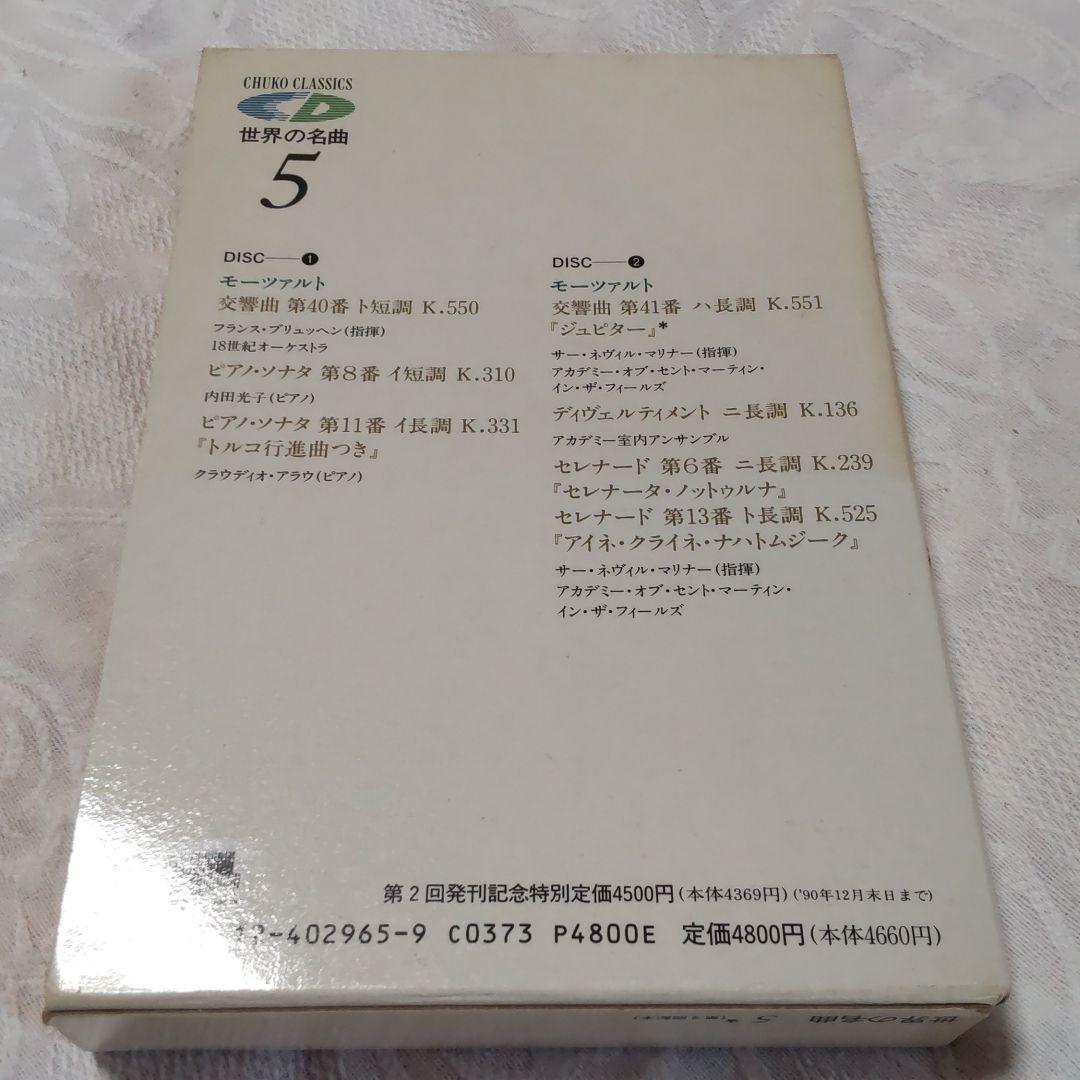 CHUKO CLASSICS
CD
世界の名曲
5
DISC—❶
モーツァルト
交響曲 第40番 ト短調 K.550
フランス・ブリュッヘン(指揮)
18世紀オーケストラ
ピアノ・ソナタ 第8番 イ短調 K.310
内田光子(ピアノ)
ピアノ・ソナタ 第11番 イ長調 K.331
『トルコ行進曲つき』
クラウディオ・アラウ(ピアノ)
DISC—❷
モーツァルト
交響曲 第41番 ハ長調 K.551
『ジュピター』*
サー・ネヴィル・マリナー(指揮)
アカデミー・オブ・セント・マーティン・
イン・ザ・フィールズ
ディヴェルティメント ニ長調 K.136
アカデミー室内アンサンブル
セレナード 第6番 ニ長調 K.239
『セレナータ・ノットゥルナ』
セレナード 第13番 ト長調 K.525
『アイネ・クライネ・ナハトムジーク』
サー・ネヴィル・マリナー(指揮)
アカデミー・オブ・セント・マーティン・
イン・ザ・フィールズ
第2回発刊記念特別定価4500円(本体4369円)('90年12月末日まで)
-402965-9 C0373 P4800E 定価4800円(本体4660円)
世界の名曲 5